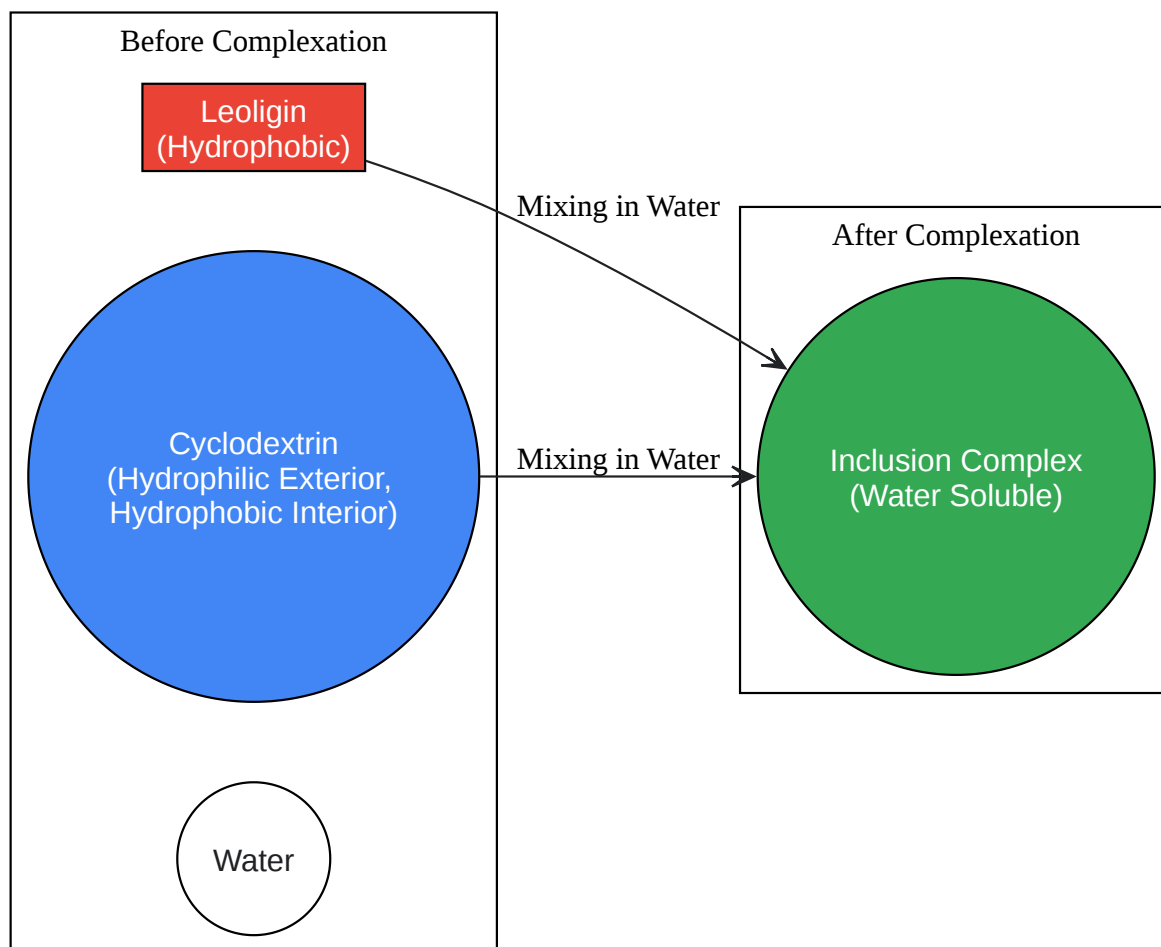 Before Complexation
Leoligin
(Hydrophobic)
Mixing in Water
After Complexation
Cyclodextrin
(Hydrophilic Exterior,
Hydrophobic Interior)
Mixing in Water
Inclusion Complex
(Water Soluble)
Water